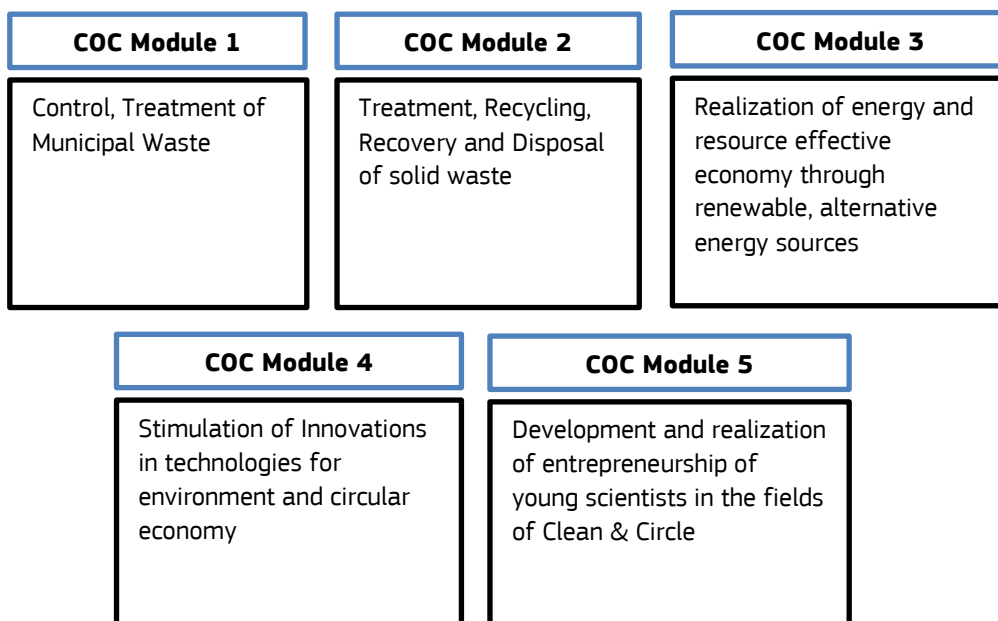 COC Module 1
Control, Treatment of
Municipal Waste
COC Module 2
Treatment, Recycling,
Recovery and Disposal
of solid waste
COC Module 3
Realization of energy and
resource effective
economy through
renewable, alternative
energy sources
COC Module 4
Stimulation of Innovations
in technologies for
environment and circular
economy
COC Module 5
Development and realization
of entrepreneurship of
young scientists in the fields
of Clean & Circle